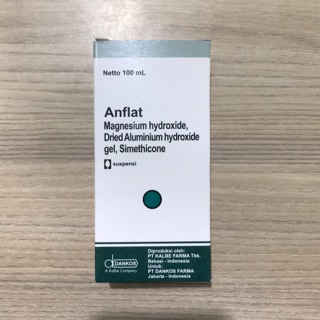 Netto 100 mL
Anflat
Magnesium hydroxide,
Dried Aluminium hydroxide
gel, Simethicone
suspensi
DANKOS
A Kalbe Company
Diproduksi oleh:
PT KALBE FARMA Tbk.
Bekasi - Indonesia
Untuk:
PT DANKOS FARMA
Jakarta - Indonesia